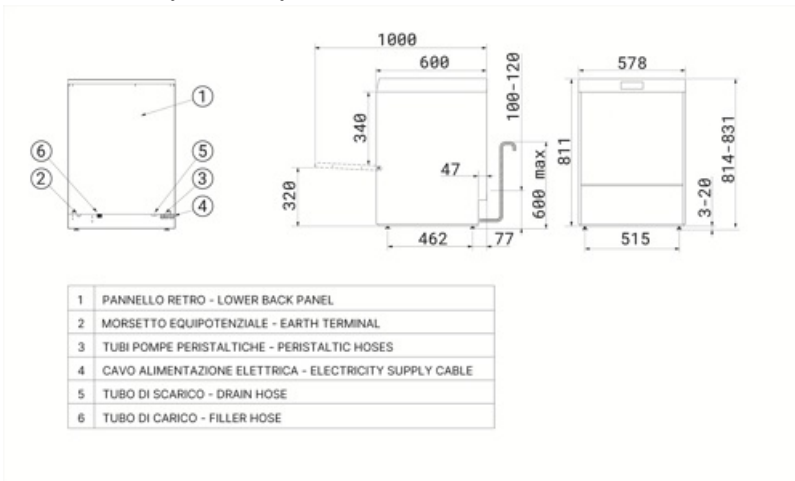 1000
600
578
1
340
100-120
811
814-831
6
5
2
3
4
47
600 max
320
3-20
462
77
515
1 PANNELLO RETRO - LOWER BACK PANEL
2 MORSETTO EQUIPOTENZIALE - EARTH TERMINAL
3 TUBI POMPE PERISTALTICHE - PERISTALTIC HOSES
4 CAVO ALIMENTAZIONE ELETTRICA - ELECTRICITY SUPPLY CABLE
5 TUBO DI SCARICO - DRAIN HOSE
6 TUBO DI CARICO - FILLER HOSE